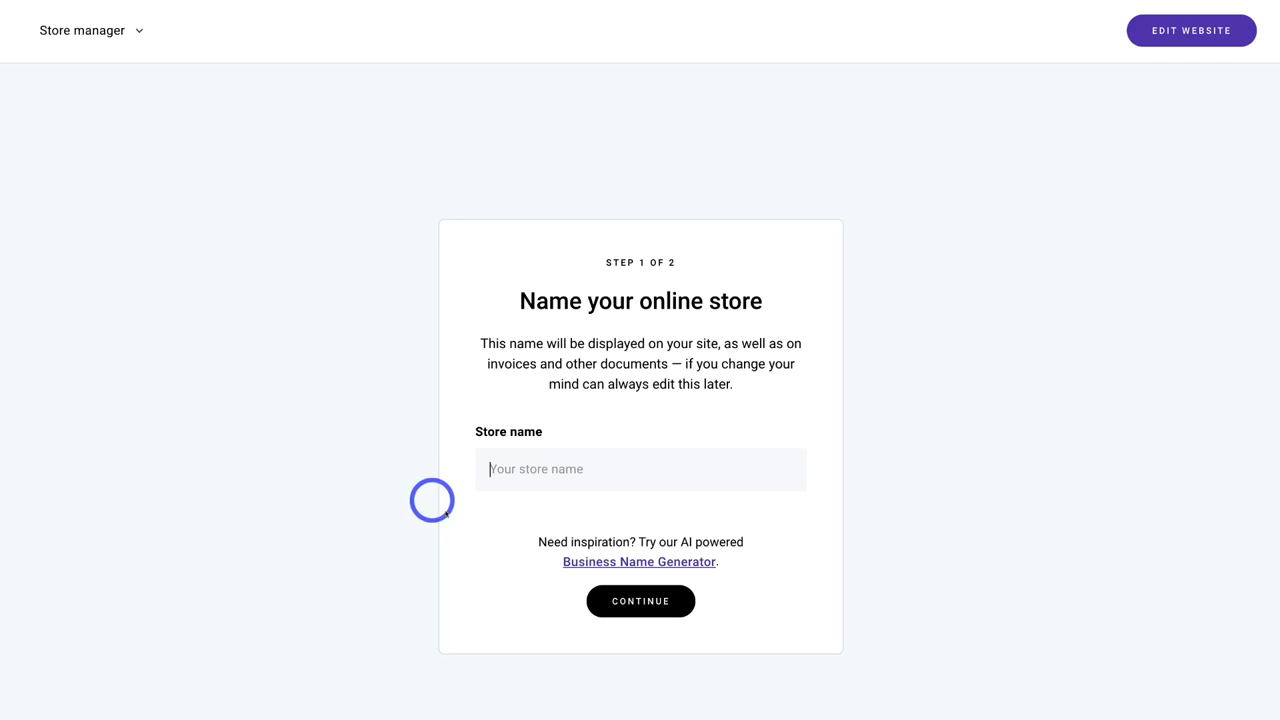 Store manager
EDIT WEBSITE
STEP 1 OF 2
Name your online store
This name will be displayed on your site, as well as on
invoices and other documents — if you change your
mind can always edit this later.
Store name
Your store name
Need inspiration? Try our AI powered
Business Name Generator.
CONTINUE